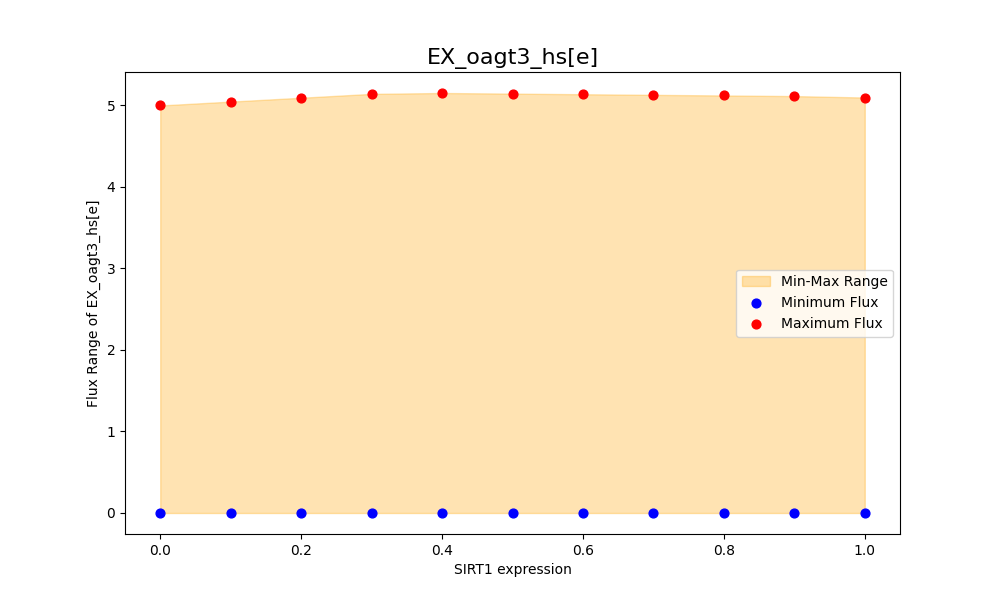 EX_oagt3_hs[e]
Flux Range of EX_oagt3_hs[e]
5
4
3
2
1
0
Min-Max Range
Minimum Flux
Maximum Flux
0.0 0.2 0.4 0.6 0.8 1.0
SIRT1 expression